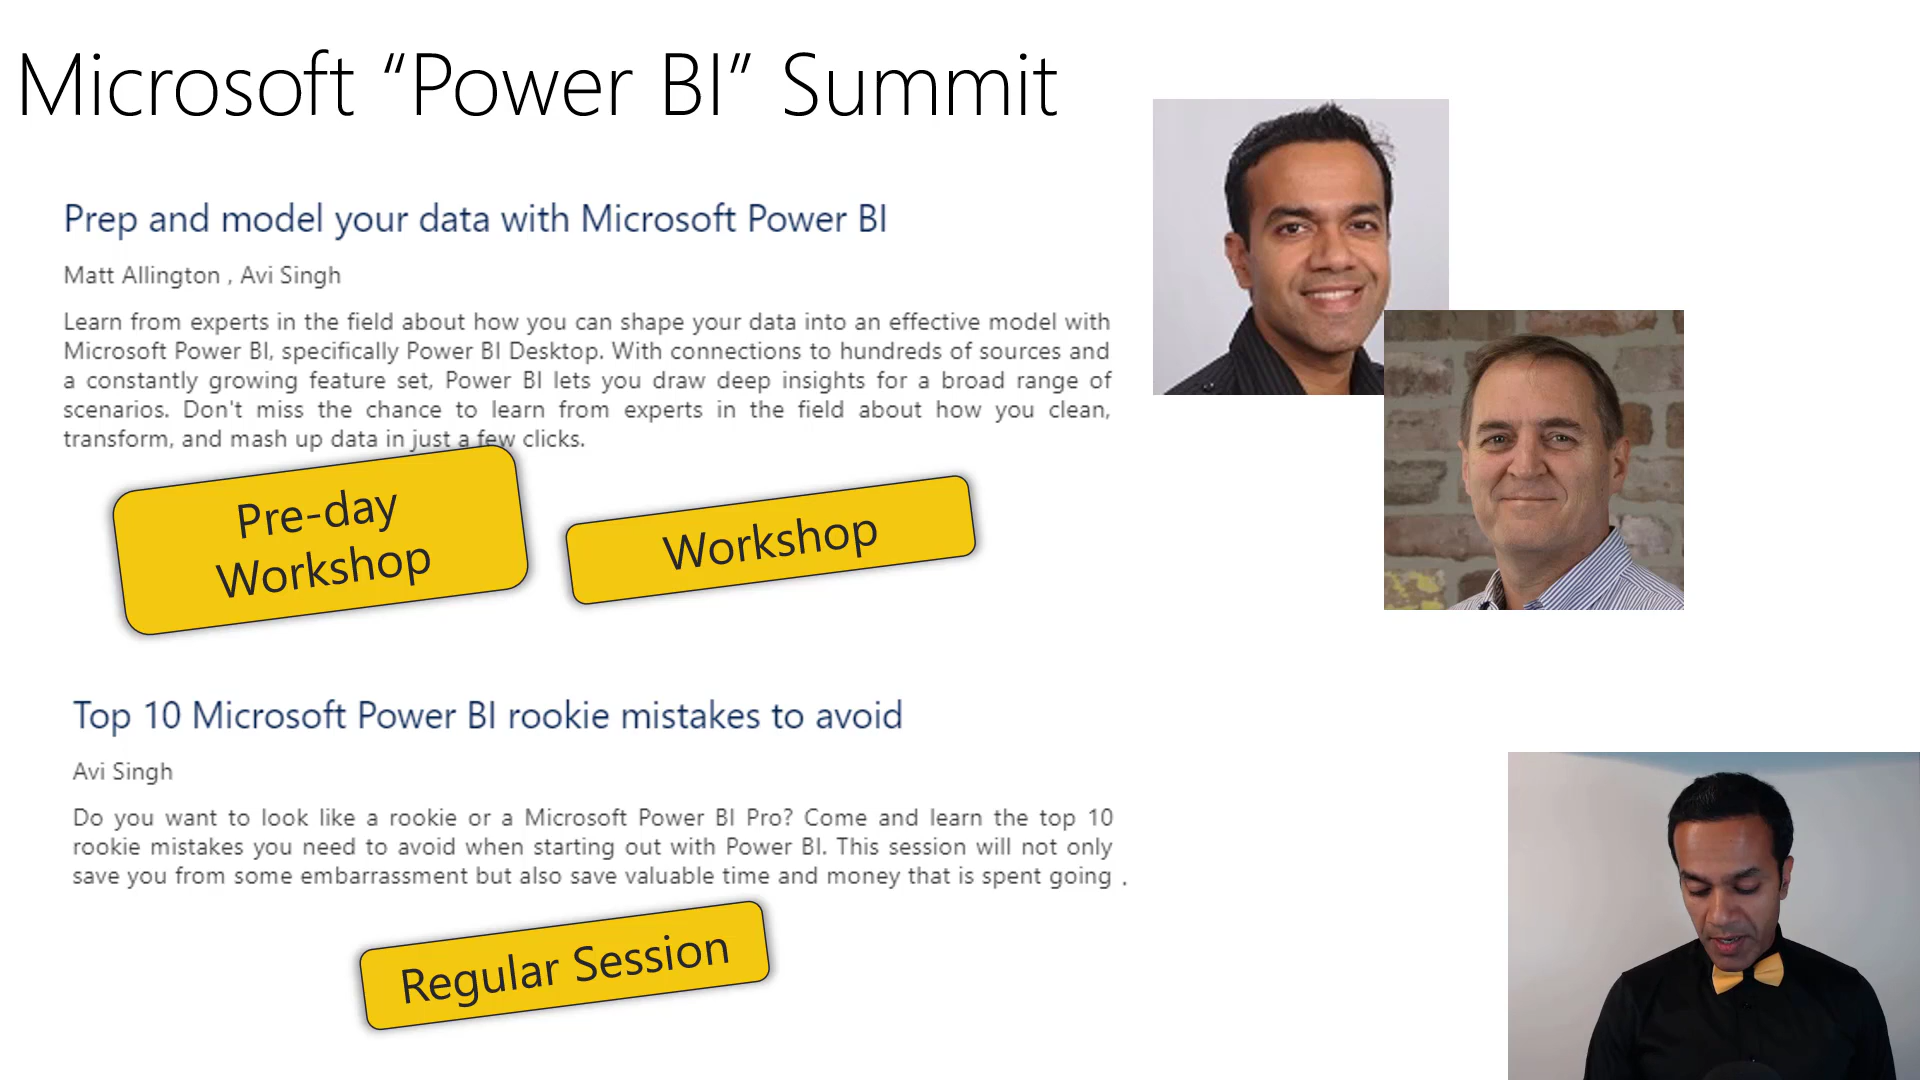 Microsoft “Power BI” Summit
Prep and model your data with Microsoft Power BI
Matt Allington , Avi Singh
Learn from experts in the field about how you can shape your data into an effective model with
Microsoft Power BI, specifically Power BI Desktop. With connections to hundreds of sources and
a constantly growing feature set, Power BI lets you draw deep insights for a broad range of
scenarios. Don't miss the chance to learn from experts in the field about how you clean,
transform, and mash up data in just a few clicks.
Pre-day
Workshop
Workshop
Top 10 Microsoft Power BI rookie mistakes to avoid
Avi Singh
Do you want to look like a rookie or a Microsoft Power BI Pro? Come and learn the top 10
rookie mistakes you need to avoid when starting out with Power BI. This session will not only
save you from some embarrassment but also save valuable time and money that is spent going .
Regular Session